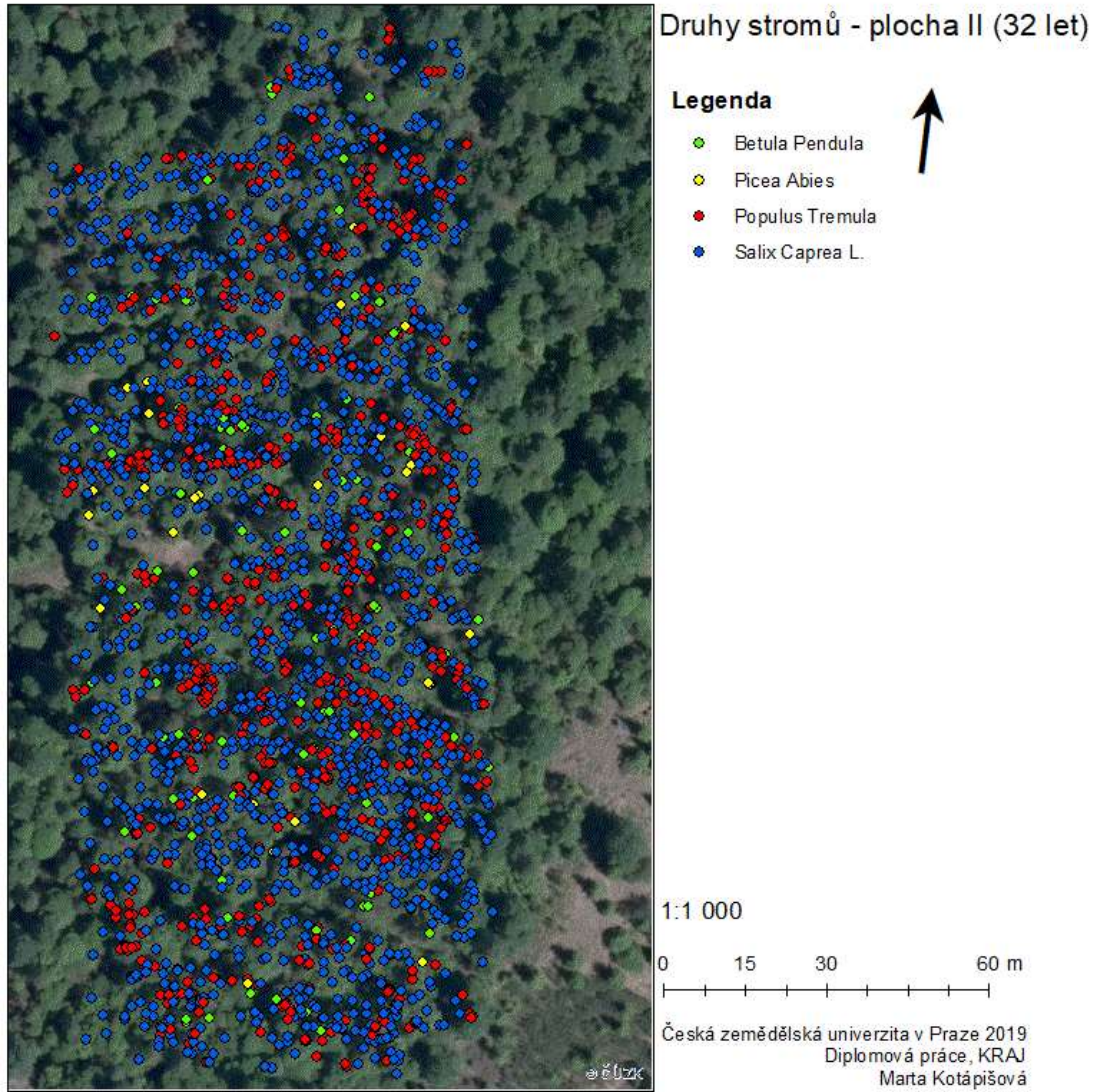 Druhy stromů - plocha II (32 let)
Legenda
Betula Pendula
Picea Abies
Populus Tremula
Salix Caprea L.
1:1 000
0 15 30 60 m
Česká zemědělská univerzita v Praze 2019
Diplomová práce, KRAJ
Marta Kotápišová
© ČÚZK